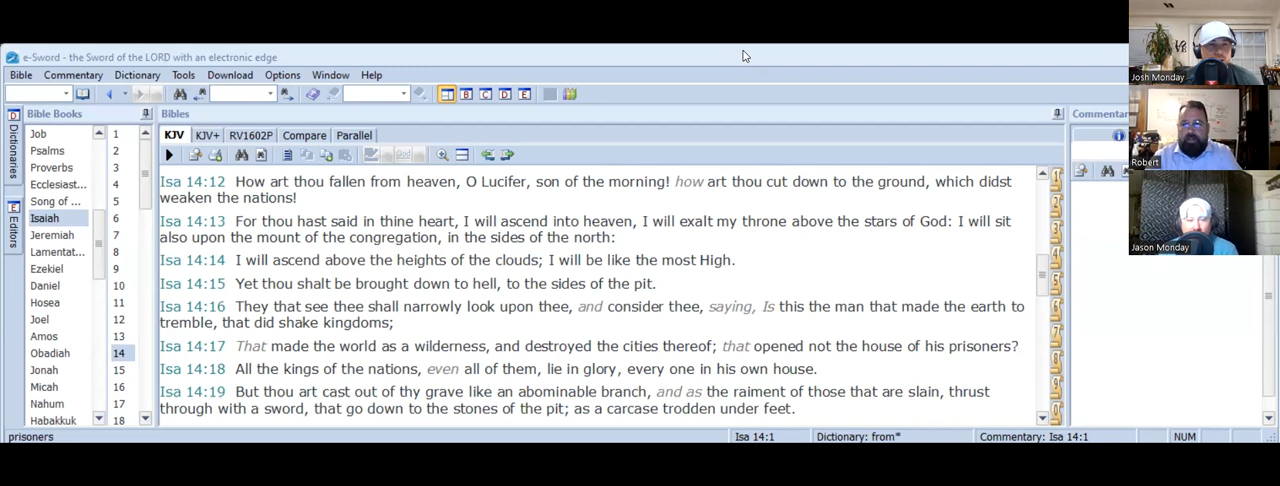 e-Sword - the Sword of the LORD with an electronic edge
Bible Commentary Dictionary Tools Download Options Window Help
B C D E
D Dictionaries
E Editors
Bible Books
Job
Psalms
Proverbs
Ecclesiast...
Song of ...
Isaiah
Jeremiah
Lamentat...
Ezekiel
Daniel
Hosea
Joel
Amos
Obadiah
Jonah
Micah
Nahum
Habakkuk
1
2
3
4
5
6
7
8
9
10
11
12
13
14
15
16
17
18
Bibles
KJV KJV+ RV1602P Compare Parallel
Isa 14:12 How art thou fallen from heaven, O Lucifer, son of the morning! how art thou cut down to the ground, which didst
weaken the nations!
Isa 14:13 For thou hast said in thine heart, I will ascend into heaven, I will exalt my throne above the stars of God: I will sit
also upon the mount of the congregation, in the sides of the north:
Isa 14:14 I will ascend above the heights of the clouds; I will be like the most High.
Isa 14:15 Yet thou shalt be brought down to hell, to the sides of the pit.
Isa 14:16 They that see thee shall narrowly look upon thee, and consider thee, saying, Is this the man that made the earth to
tremble, that did shake kingdoms;
Isa 14:17 That made the world as a wilderness, and destroyed the cities thereof; that opened not the house of his prisoners?
Isa 14:18 All the kings of the nations, even all of them, lie in glory, every one in his own house.
Isa 14:19 But thou art cast out of thy grave like an abominable branch, and as the raiment of those that are slain, thrust
through with a sword, that go down to the stones of the pit; as a carcase trodden under feet.
Commentar
Josh Monday
Robert
Jason Monday
prisoners
Isa 14:1
Dictionary: from*
Commentary: Isa 14:1
NUM